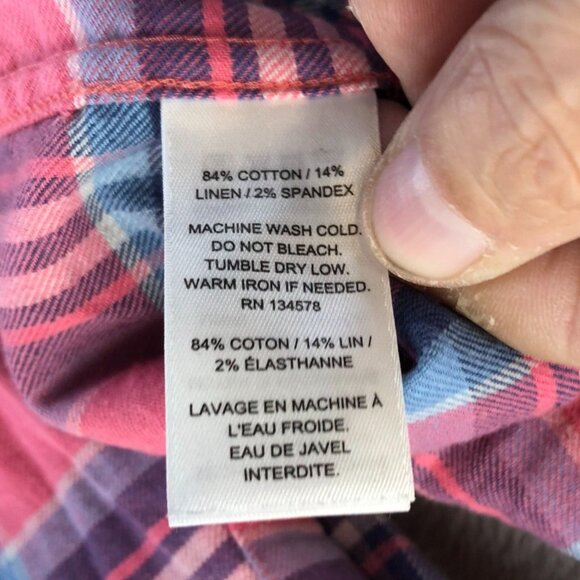 84% COTTON / 14%
LINEN / 2% SPANDEX
MACHINE WASH COLD.
DO NOT BLEACH.
TUMBLE DRY LOW.
WARM IRON IF NEEDED.
RN 134578
84% COTON / 14% LIN /
2% ÉLASTHANNE
LAVAGE EN MACHINE À
L'EAU FROIDE.
EAU DE JAVEL
INTERDITE.